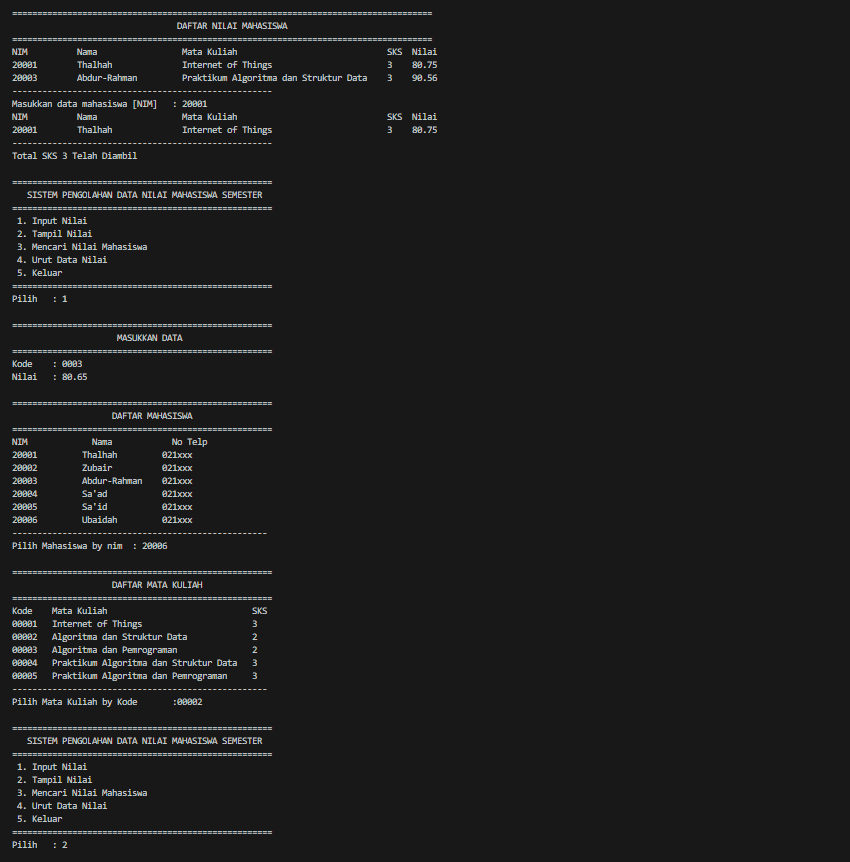 ====================================================================================
DAFTAR NILAI MAHASISWA
====================================================================================
NIM          Nama                 Mata Kuliah                              SKS  Nilai
20001        Thalhah              Internet of Things                       3    80.75
20003        Abdur-Rahman         Praktikum Algoritma dan Struktur Data    3    90.56
----------------------------------------------------
Masukkan data mahasiswa [NIM]   : 20001
NIM          Nama                 Mata Kuliah                              SKS  Nilai
20001        Thalhah              Internet of Things                       3    80.75
----------------------------------------------------
Total SKS 3 Telah Diambil

====================================================
   SISTEM PENGOLAHAN DATA NILAI MAHASISWA SEMESTER
====================================================
 1. Input Nilai
 2. Tampil Nilai
 3. Mencari Nilai Mahasiswa
 4. Urut Data Nilai
 5. Keluar
====================================================
Pilih   : 1

====================================================
                     MASUKKAN DATA
====================================================
Kode    : 0003
Nilai   : 80.65

====================================================
                    DAFTAR MAHASISWA
====================================================
NIM             Nama            No Telp
20001         Thalhah         021xxx
20002         Zubair          021xxx
20003         Abdur-Rahman    021xxx
20004         Sa'ad           021xxx
20005         Sa'id           021xxx
20006         Ubaidah         021xxx
---------------------------------------------------
Pilih Mahasiswa by nim  : 20006

====================================================
                    DAFTAR MATA KULIAH
====================================================
Kode    Mata Kuliah                             SKS
00001   Internet of Things                      3
00002   Algoritma dan Struktur Data             2
00003   Algoritma dan Pemrograman               2
00004   Praktikum Algoritma dan Struktur Data   3
00005   Praktikum Algoritma dan Pemrograman     3
---------------------------------------------------
Pilih Mata Kuliah by Kode       :00002

====================================================
   SISTEM PENGOLAHAN DATA NILAI MAHASISWA SEMESTER
====================================================
 1. Input Nilai
 2. Tampil Nilai
 3. Mencari Nilai Mahasiswa
 4. Urut Data Nilai
 5. Keluar
====================================================
Pilih   : 2